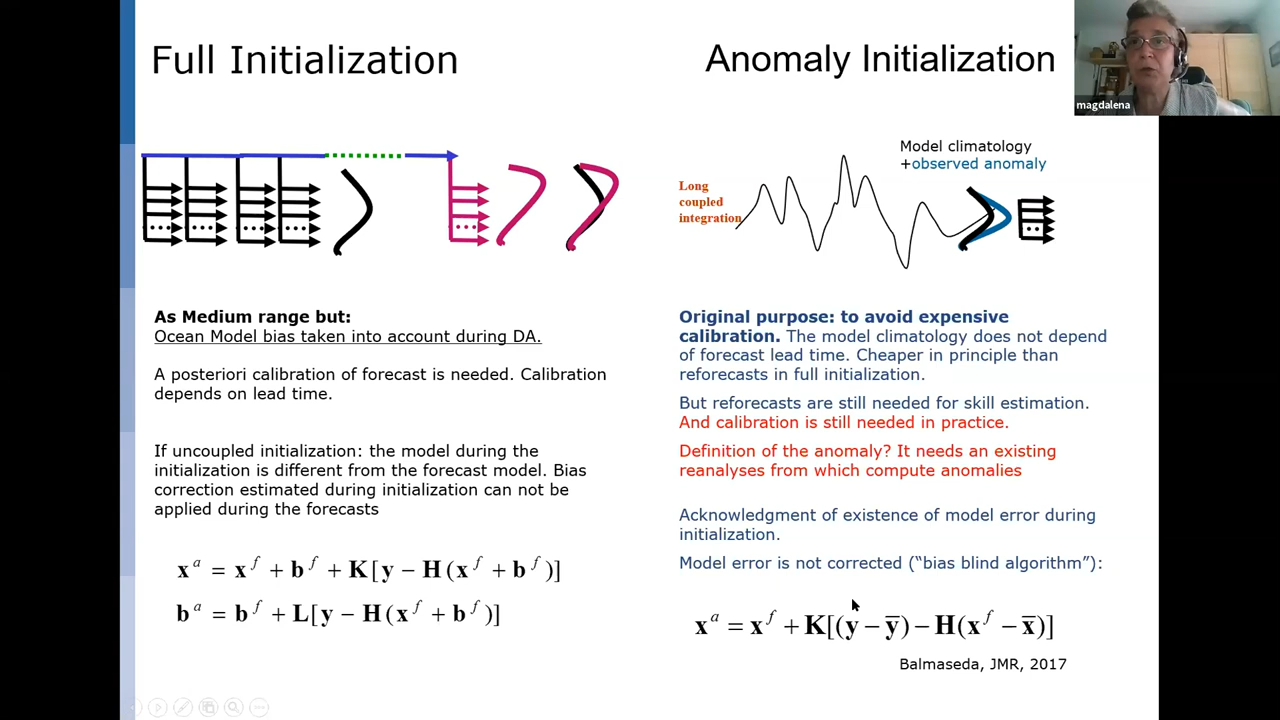 Full Initialization
Anomaly Initialization
magdalena
Model climatology
+observed anomaly
Long
coupled
integration
As Medium range but:
Ocean Model bias taken into account during DA.
A posteriori calibration of forecast is needed. Calibration
depends on lead time.
If uncoupled initialization: the model during the
initialization is different from the forecast model. Bias
correction estimated during initialization can not be
applied during the forecasts
x^a = x^f + b^f + K[y − H(x^f + b^f)]
b^a = b^f + L[y − H(x^f + b^f)]
Original purpose: to avoid expensive
calibration. The model climatology does not depend
of forecast lead time. Cheaper in principle than
reforecasts in full initialization.
But reforecasts are still needed for skill estimation.
And calibration is still needed in practice.
Definition of the anomaly? It needs an existing
reanalyses from which compute anomalies
Acknowledgment of existence of model error during
initialization.
Model error is not corrected (“bias blind algorithm”):
x^a = x^f + K[(y − y̅) − H(x^f − x̅)]
Balmaseda, JMR, 2017